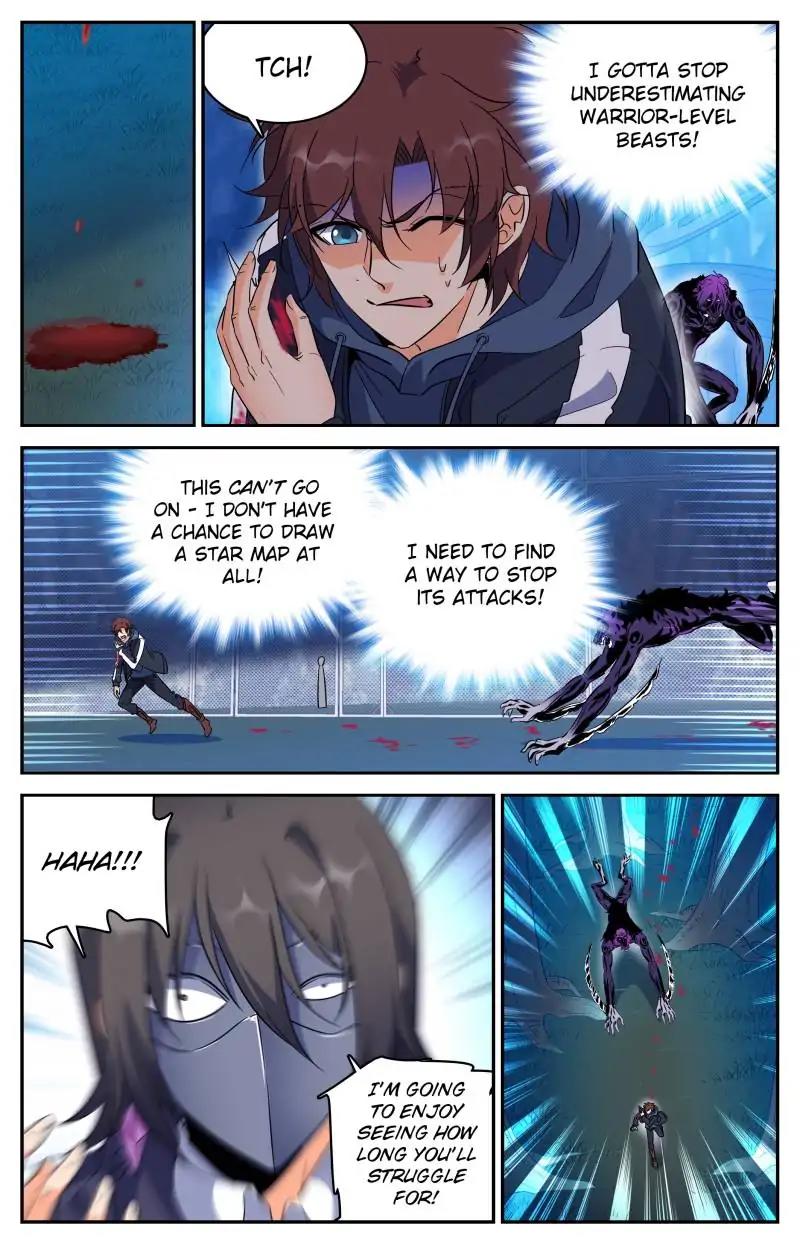 TCH!
I GOTTA STOP
UNDERESTIMATING
WARRIOR-LEVEL
BEASTS!
THIS CAN'T GO
ON - I DON'T HAVE
A CHANCE TO DRAW
A STAR MAP AT
ALL!
I NEED TO FIND
A WAY TO STOP
ITS ATTACKS!
HAHA!!!
I'M GOING
TO ENJOY
SEEING HOW
LONG YOU'LL
STRUGGLE
FOR!